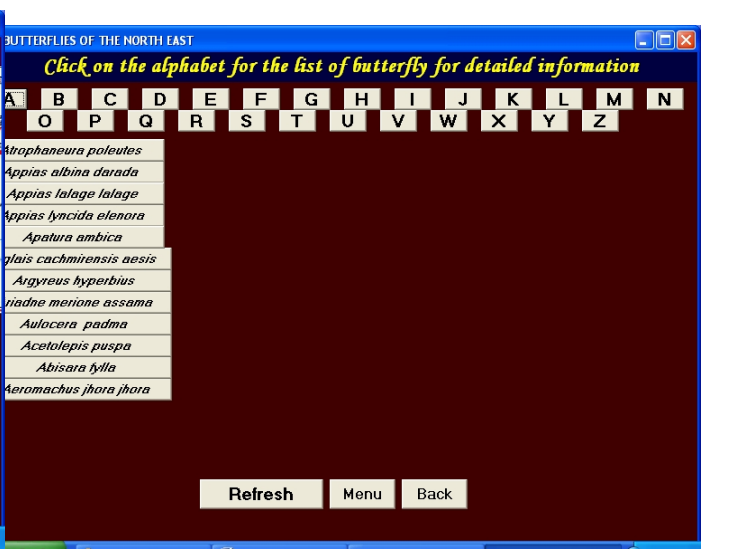 BUTTERFLIES OF THE NORTH EAST
Click on the alphabet for the list of butterfly for detailed information
A B C D E F G H I J K L M N
O P Q R S T U V W X Y Z
Atrophaneura poleutes
Appias albina darada
Appias lalage lalage
Appias lyncida elenora
Apatura ambica
glais cachmirensis aesis
Argyreus hyperbius
riadne merione assama
Aulocera padma
Acetolepis puspa
Abisara fylla
Aeromachus jhora jhora
Refresh Menu Back